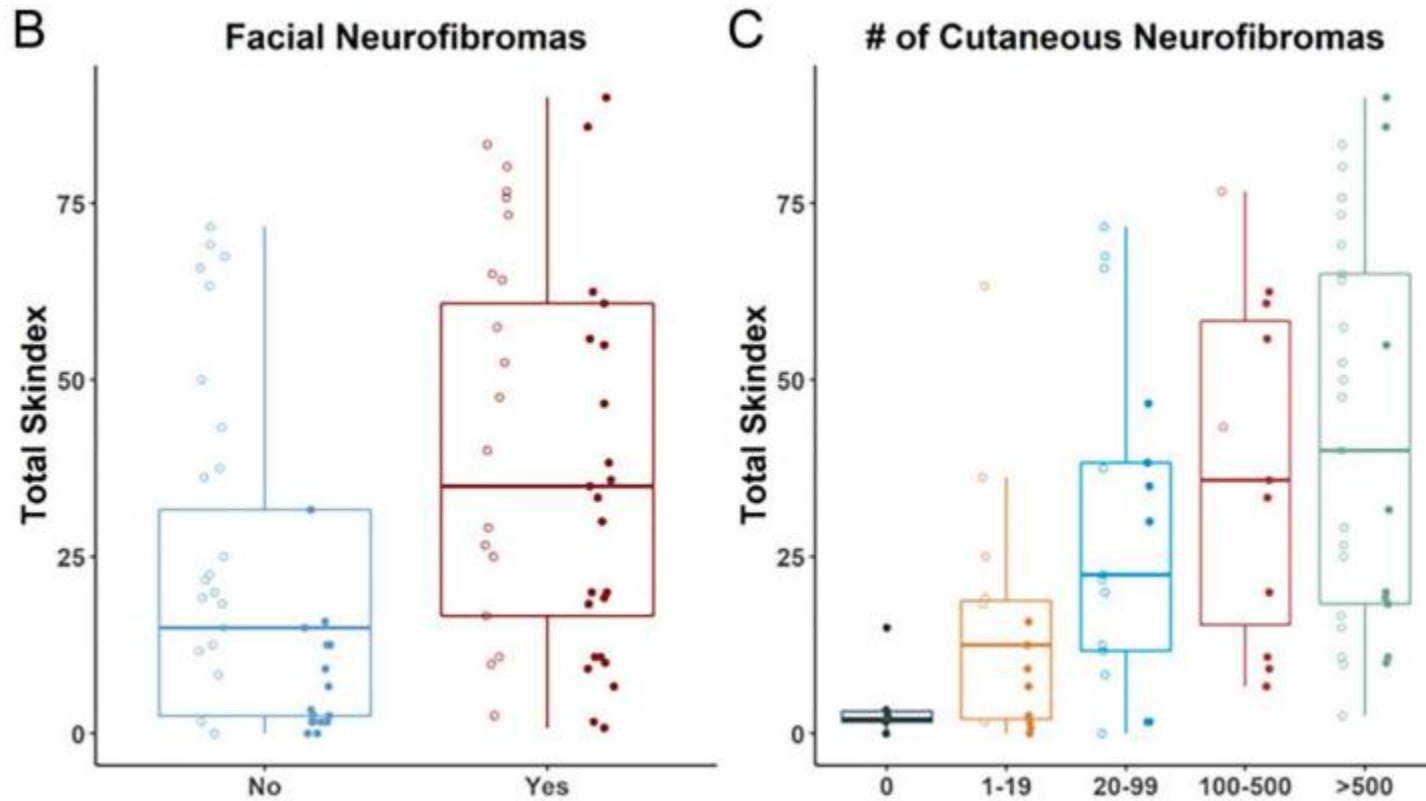 B
Facial Neurofibromas
Total Skindex
75
50
25
0
No Yes
C
# of Cutaneous Neurofibromas
Total Skindex
75
50
25
0
0 1-19 20-99 100-500 >500